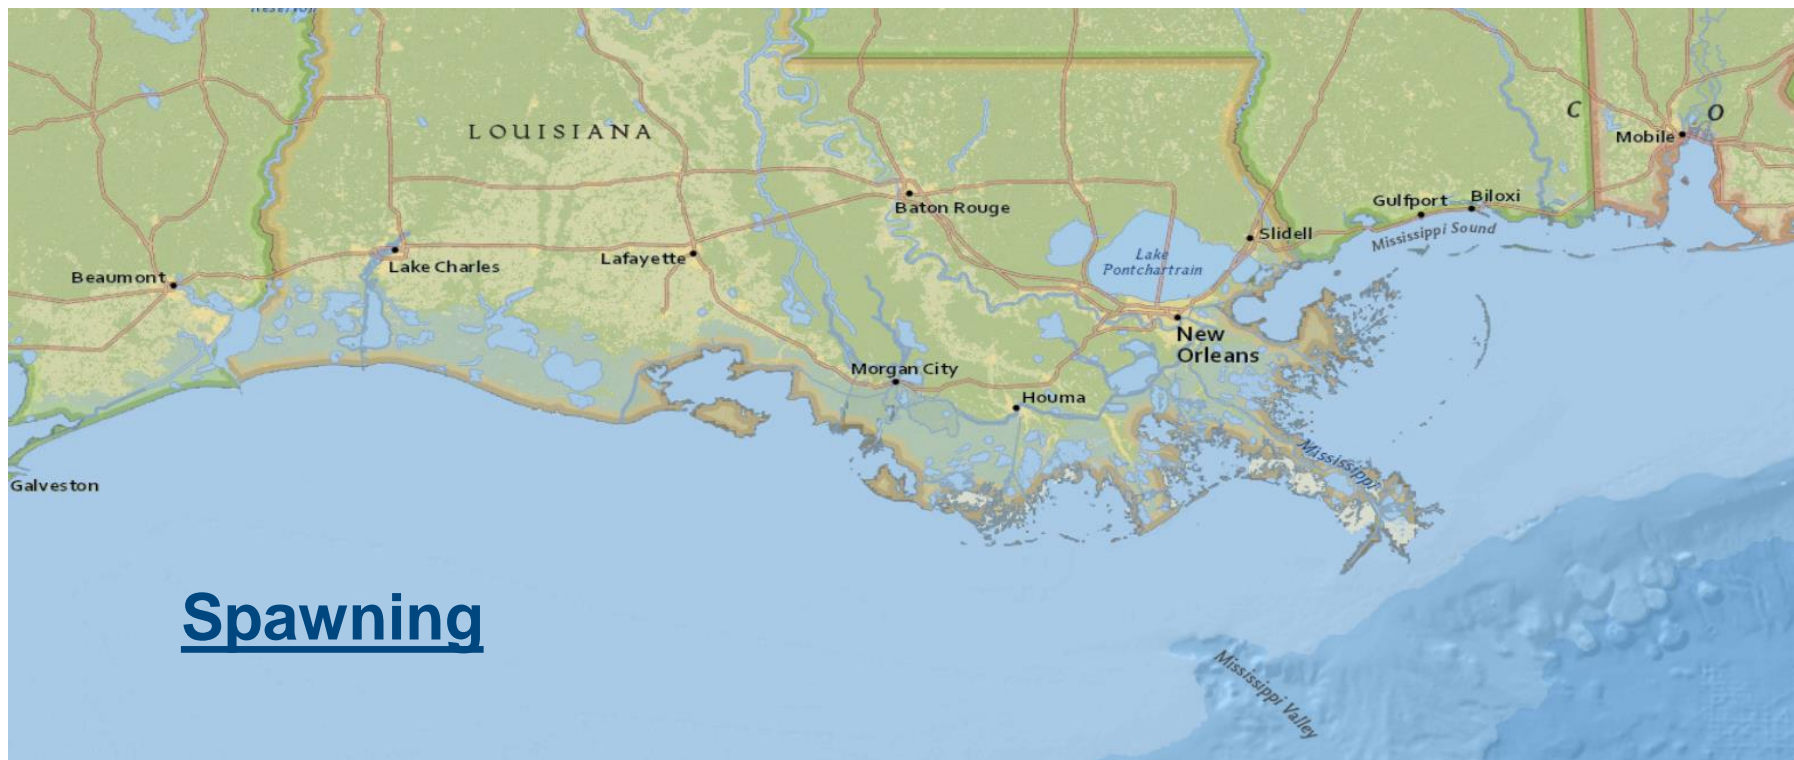 Reservoir
LOUISIANA
C
O
Mobile
Baton Rouge
Gulfport
Biloxi
Mississippi Sound
Slidell
Lake
Pontchartrain
Lafayette
Lake Charles
Beaumont
New
Orleans
Morgan City
Houma
Mississippi
Galveston
Spawning
Mississippi Valley